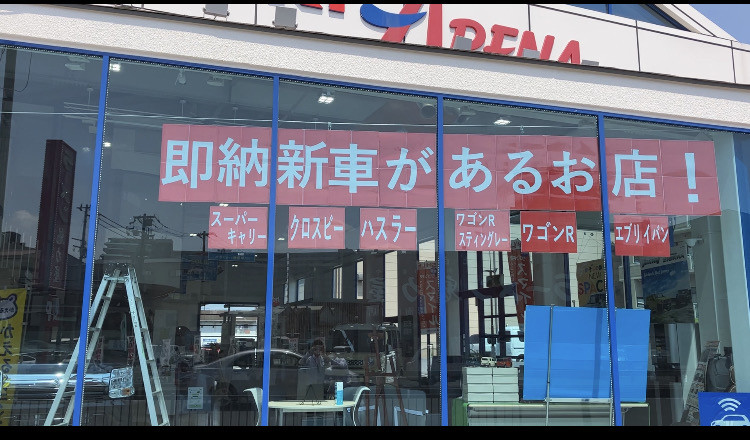 ARENA
即納新車があるお店！
スーパー
キャリー
クロスビー
ハスラー
ワゴンR
スティングレー
ワゴンR
エブリイバン